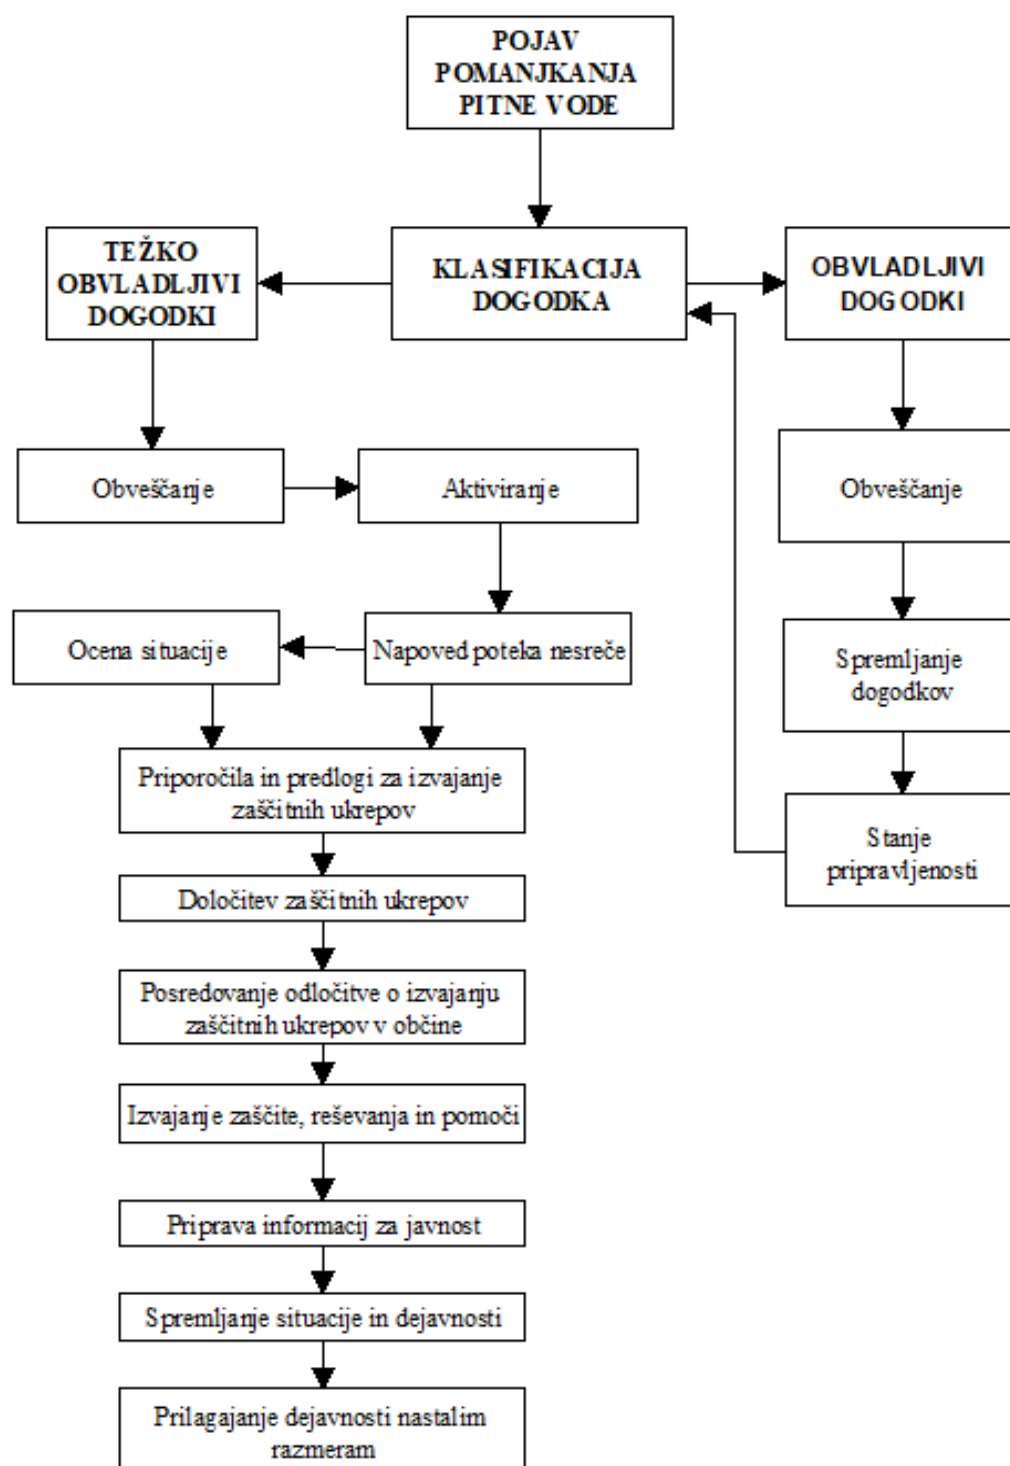 POJAV
POMANJKANJA
PITNE VODE
TEŽKO
OBVLADLJIVI
DOGODKI
KLASIFIKACIJA
DOGODKA
OBVLADLJIVI
DOGODKI
Obveščanje
Aktiviranje
Obveščanje
Ocena situacije
Napoved poteka nesreče
Spremljanje
dogodkov
Priporočila in predlogi za izvajanje
zaščitnih ukrepov
Stanje
pripravljenosti
Določitev zaščitnih ukrepov
Posredovanje odločitve o izvajanju
zaščitnih ukrepov v občine
Izvajanje zaščite, reševanja in pomoči
Priprava informacij za javnost
Spremljanje situacije in dejavnosti
Prilagajanje dejavnosti nastalim
razmeram